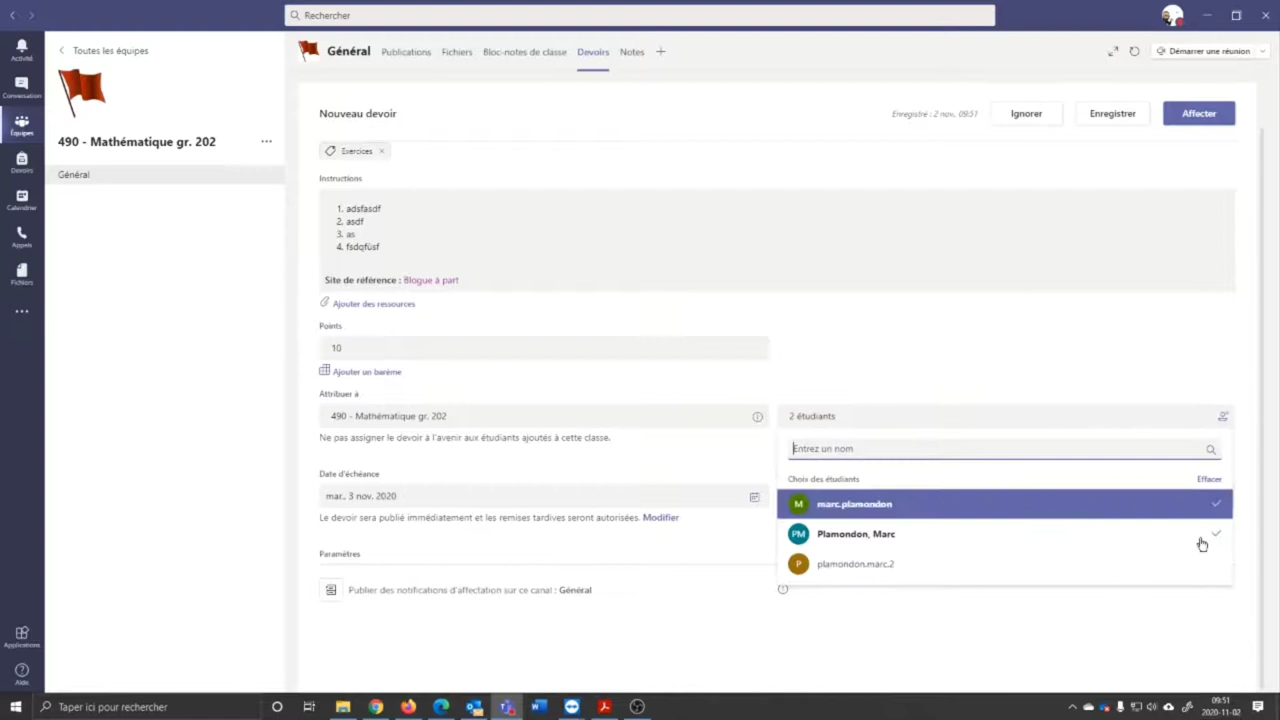 Rechercher
Activité
Conversation
Équipes
Devoirs
Calendrier
Appels
Fichiers
Applications
Aide
Toutes les équipes
490 - Mathématique gr. 202
Général
Général Publications Fichiers Bloc-notes de classe Devoirs Notes
Démarrer une réunion
Nouveau devoir
Enregistré : 2 nov., 09:51
Ignorer
Enregistrer
Affecter
Exercices
Instructions
1. adsfasdf
2. asdf
3. as
4. fsdqfüsf
Site de référence : Blogue à part
Ajouter des ressources
Points
10
Ajouter un barème
Attribuer à
490 - Mathématique gr. 202
2 étudiants
Ne pas assigner le devoir à l'avenir aux étudiants ajoutés à cette classe.
Entrez un nom
Choix des étudiants Effacer
M marc.plamondon
PM Plamondon, Marc
P plamondon.marc.2
Date d'échéance
mar., 3 nov. 2020
Le devoir sera publié immédiatement et les remises tardives seront autorisées. Modifier
Paramètres
Publier des notifications d'affectation sur ce canal : Général
Taper ici pour rechercher
09:51
2020-11-02